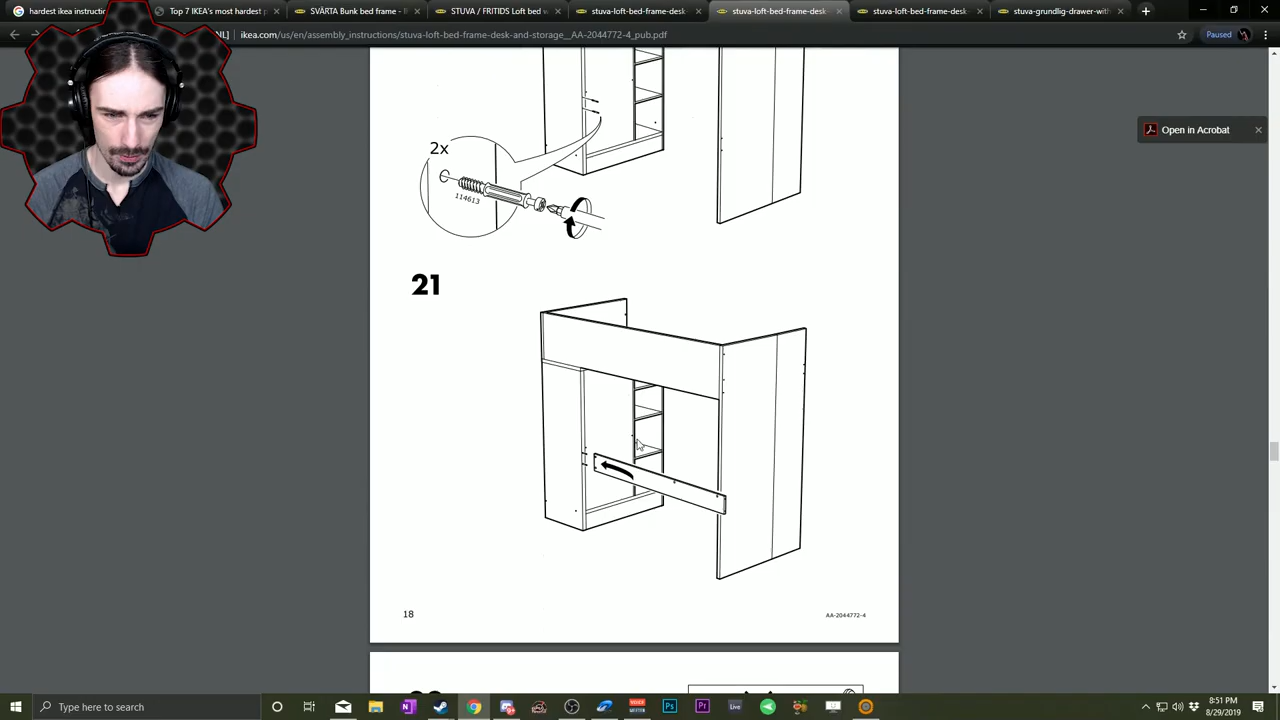 hardest ikea instruction
Top 7 IKEA's most hardest p
SVÄRTA Bunk bed frame - I
STUVA / FRITIDS Loft bed
stuva-loft-bed-frame-desk
stuva-loft-bed-frame-desk
stuva-loft-bed-frame-desk
stuva-grundlig-drawer-with
NL]
ikea.com/us/en/assembly_instructions/stuva-loft-bed-frame-desk-and-storage__AA-2044772-4_pub.pdf
Paused
Open in Acrobat
2x
114613
21
18
AA-2044772-4
Type here to search
Live
8:51 PM
8/29/2019